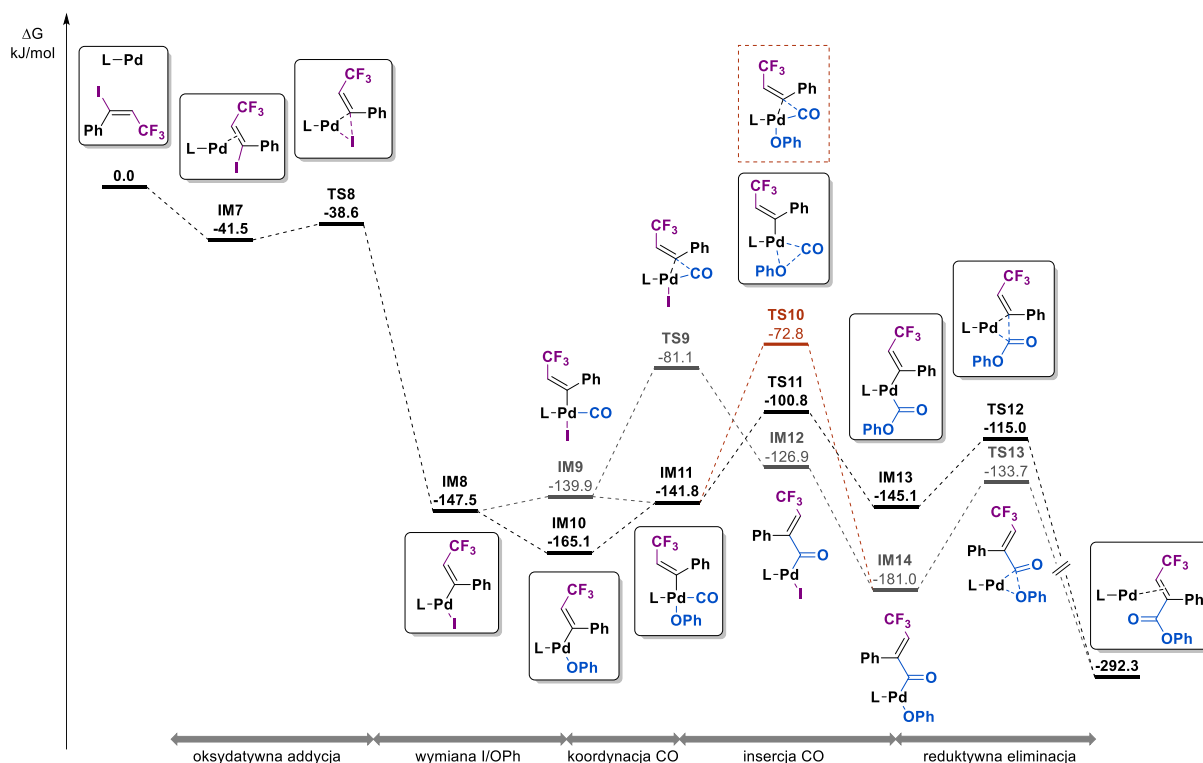 ΔG
kJ/mol
L–Pd
I
Ph
CF3
0.0
CF3
L–Pd
Ph
I
IM7
-41.5
CF3
Ph
L–Pd
I
TS8
-38.6
IM8
-147.5
CF3
Ph
L–Pd
I
CF3
Ph
L–Pd–CO
I
IM9
-139.9
IM10
-165.1
CF3
Ph
L–Pd
OPh
CF3
Ph
L–Pd
CO
I
TS9
-81.1
IM11
-141.8
CF3
Ph
L–Pd–CO
OPh
CF3
Ph
L–Pd
CO
OPh
CF3
Ph
L–Pd
CO
PhO
TS10
-72.8
TS11
-100.8
IM12
-126.9
CF3
Ph
O
L–Pd
I
CF3
Ph
L–Pd
O
PhO
IM13
-145.1
IM14
-181.0
CF3
Ph
O
L–Pd
OPh
CF3
Ph
L–Pd
O
PhO
TS12
-115.0
TS13
-133.7
CF3
Ph
O
L–Pd
OPh
CF3
L–Pd
Ph
O
OPh
-292.3
oksydatywna addycja
wymiana I/OPh
koordynacja CO
insercja CO
reduktywna eliminacja